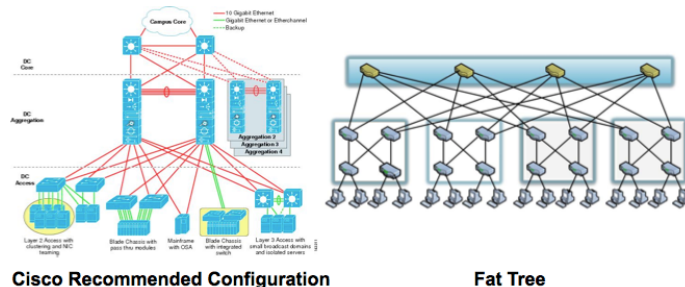 Campus Core
10 Gigabit Ethernet
Gigabit Ethernet or Etherchannel
Backup
DC
Core
DC
Aggregation
Aggregation 2
Aggregation 3
Aggregation 4
DC
Access
Layer 2 Access with
clustering and NIC
teaming
Blade Chassis with
pass thru modules
Mainframe
with OSA
Blade Chassis
with integrated
switch
Layer 3 Access with
small broadcast domains
and isolated servers
Cisco Recommended Configuration
Fat Tree